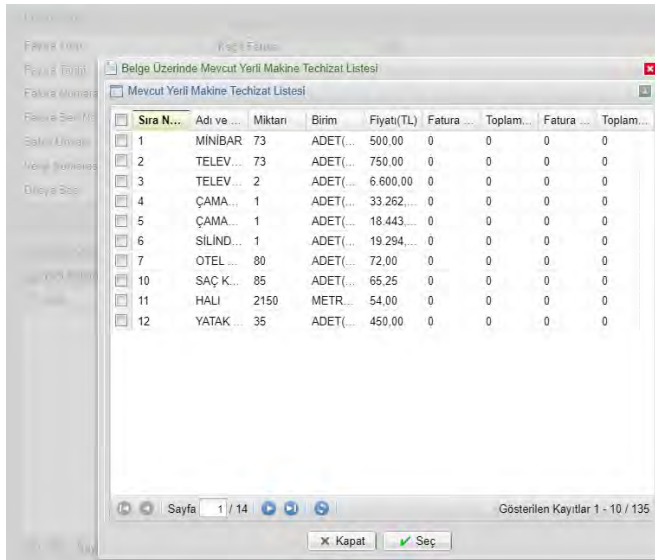 Belge Üzerinde Mevcut Yerli Makine Techizat Listesi
Mevcut Yerli Makine Techizat Listesi
Sıra N... Adı ve ... Miktarı Birim Fiyatı(TL) Fatura ... Toplam... Fatura ... Toplam...
1 MİNİBAR 73 ADET(... 500,00 0 0 0 0
2 TELEV... 73 ADET(... 750,00 0 0 0 0
3 TELEV... 2 ADET(... 6.600,00 0 0 0 0
4 ÇAMA... 1 ADET(... 33.262,... 0 0 0 0
5 ÇAMA... 1 ADET(... 18.443,... 0 0 0 0
6 SİLİND... 1 ADET(... 19.294,... 0 0 0 0
7 OTEL ... 80 ADET(... 72,00 0 0 0 0
10 SAÇ K... 85 ADET(... 65,25 0 0 0 0
11 HALI 2150 METR... 54,00 0 0 0 0
12 YATAK ... 35 ADET(... 450,00 0 0 0 0
Sayfa 1 / 14 Gösterilen Kayıtlar 1 - 10 / 135
Kapat Seç